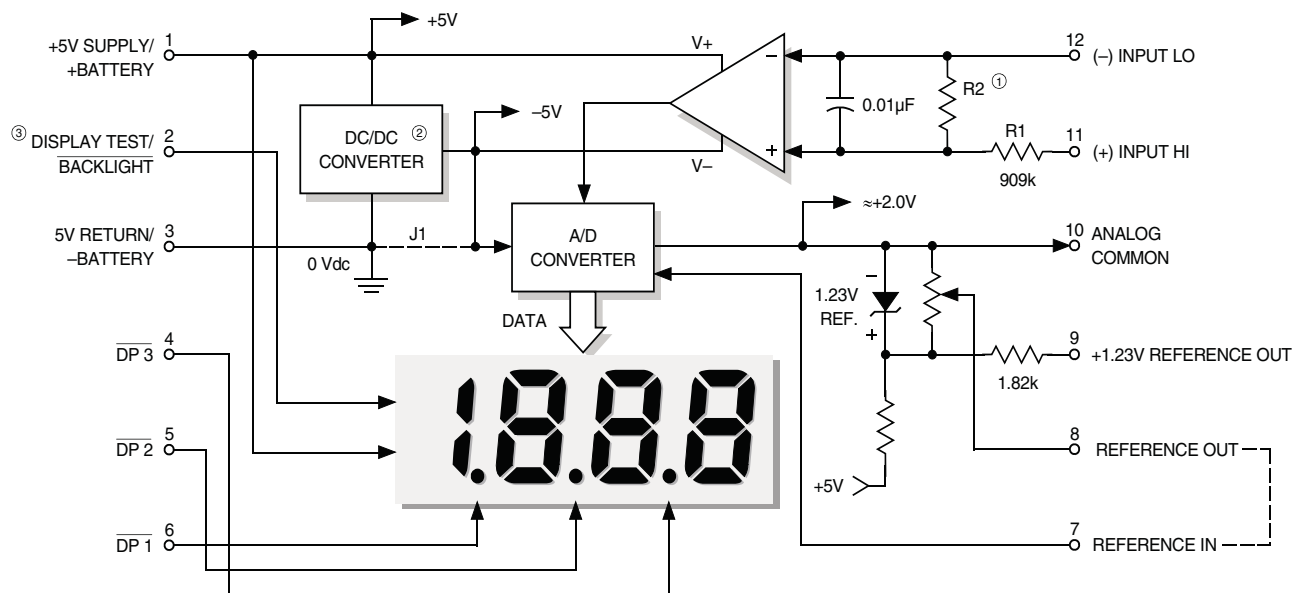 +5V SUPPLY/
+BATTERY
1
+5V
V+
12
(–) INPUT LO
R2 ①
0.01µF
–5V
③ DISPLAY TEST/
BACKLIGHT
2
DC/DC ②
CONVERTER
V–
R1
909k
11
(+) INPUT HI
5V RETURN/
–BATTERY
3
0 Vdc
J1
A/D
CONVERTER
≈+2.0V
10
ANALOG
COMMON
1.23V
REF.
–
+
DATA
DP 3
4
9
+1.23V REFERENCE OUT
1.82k
1.8.8.8
DP 2
5
8
REFERENCE OUT
+5V
DP 1
6
7
REFERENCE IN
–
+